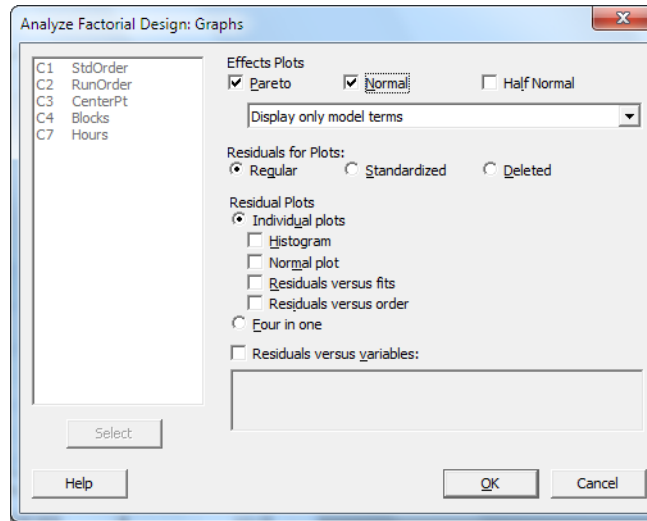 Analyze Factorial Design: Graphs
C1 StdOrder
C2 RunOrder
C3 CenterPt
C4 Blocks
C7 Hours
Effects Plots
Pareto Normal Half Normal
Display only model terms
Residuals for Plots:
Regular Standardized Deleted
Residual Plots
Individual plots
Histogram
Normal plot
Residuals versus fits
Residuals versus order
Four in one
Residuals versus variables:
Select
Help OK Cancel